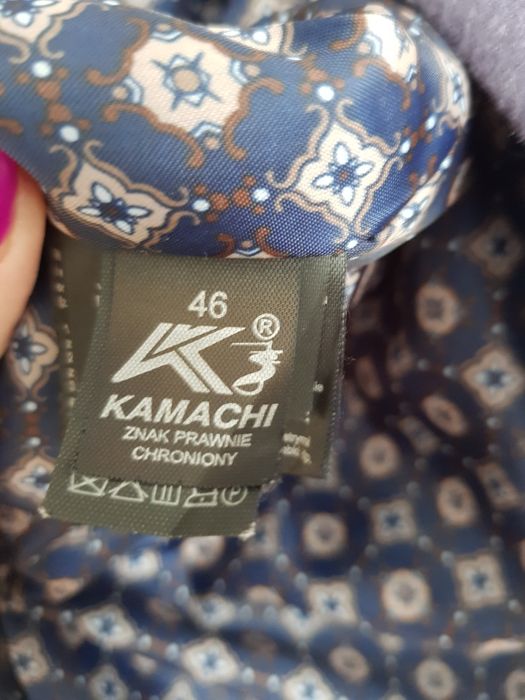 46
®
KAMACHI
ZNAK PRAWNIE
CHRONIONY